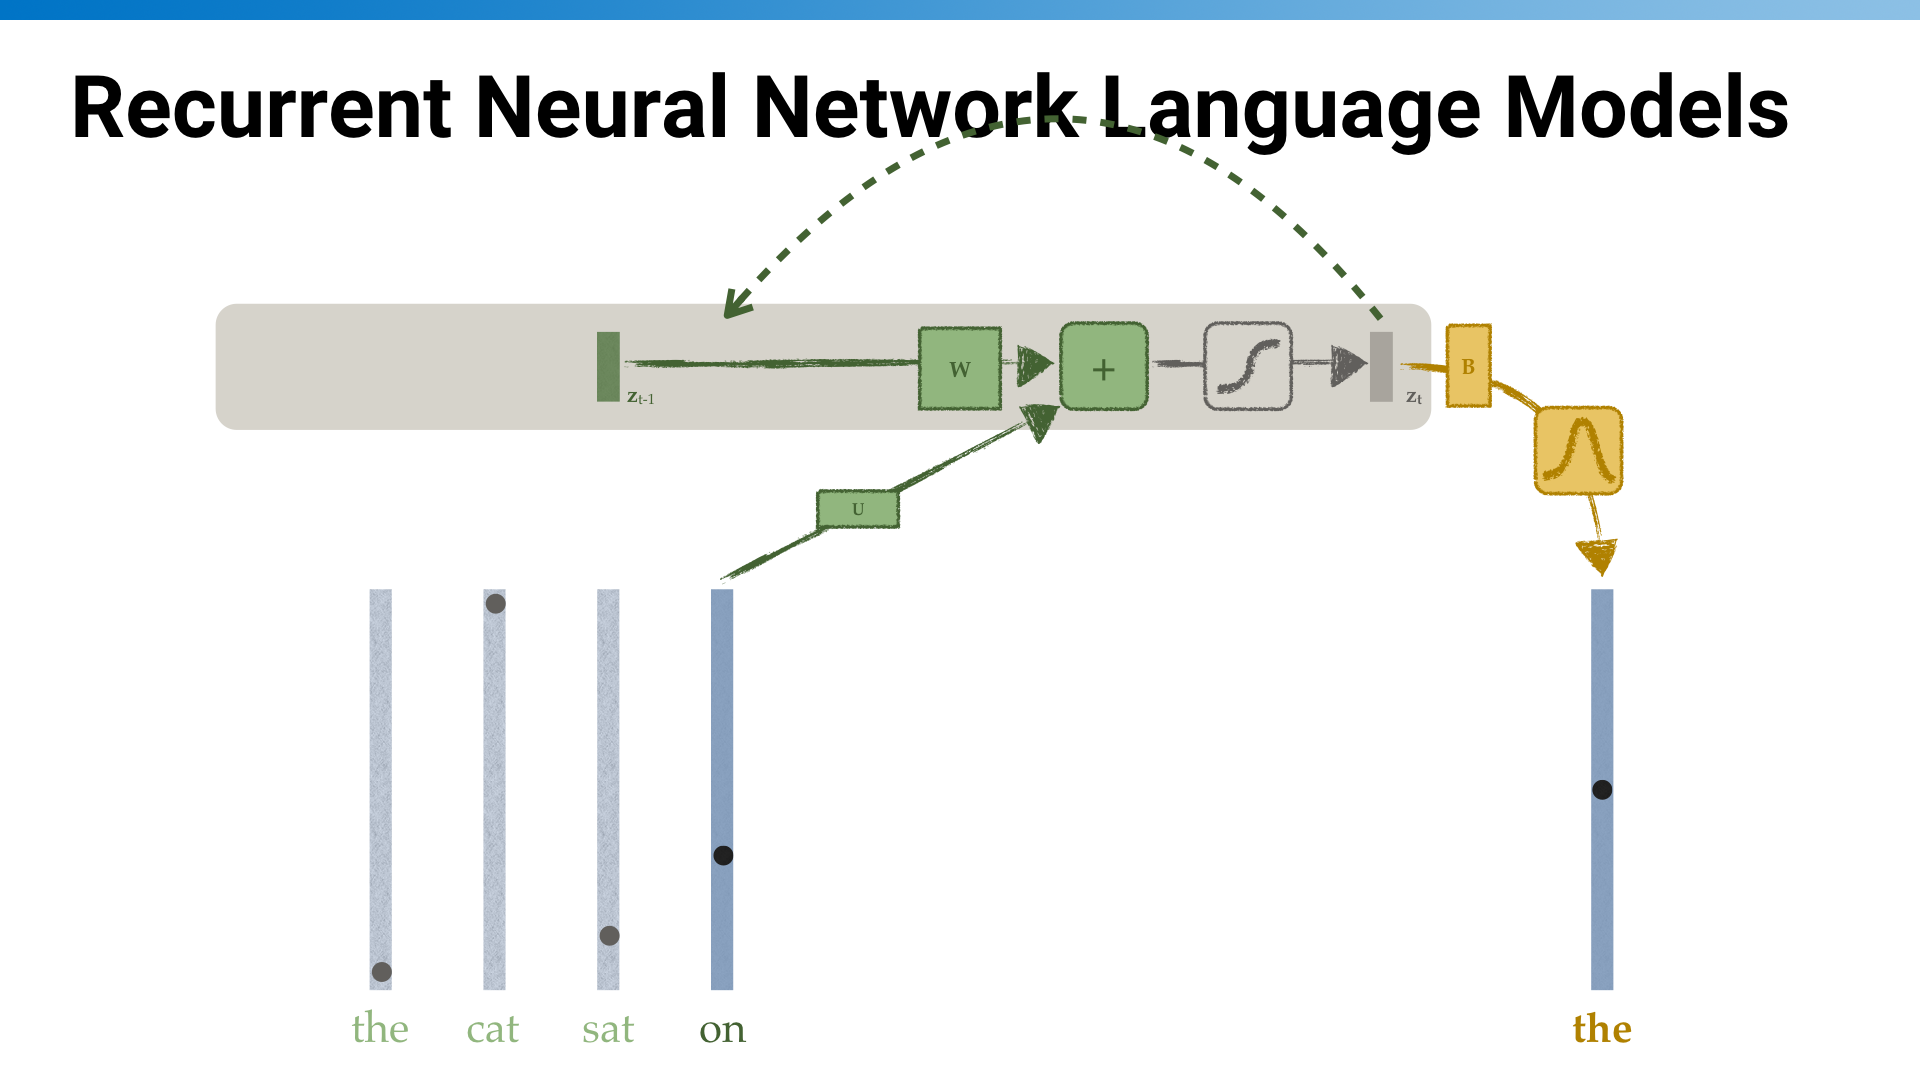 Recurrent Neural Network Language Models
W
+
B
zt-1
zt
U
the cat sat on the